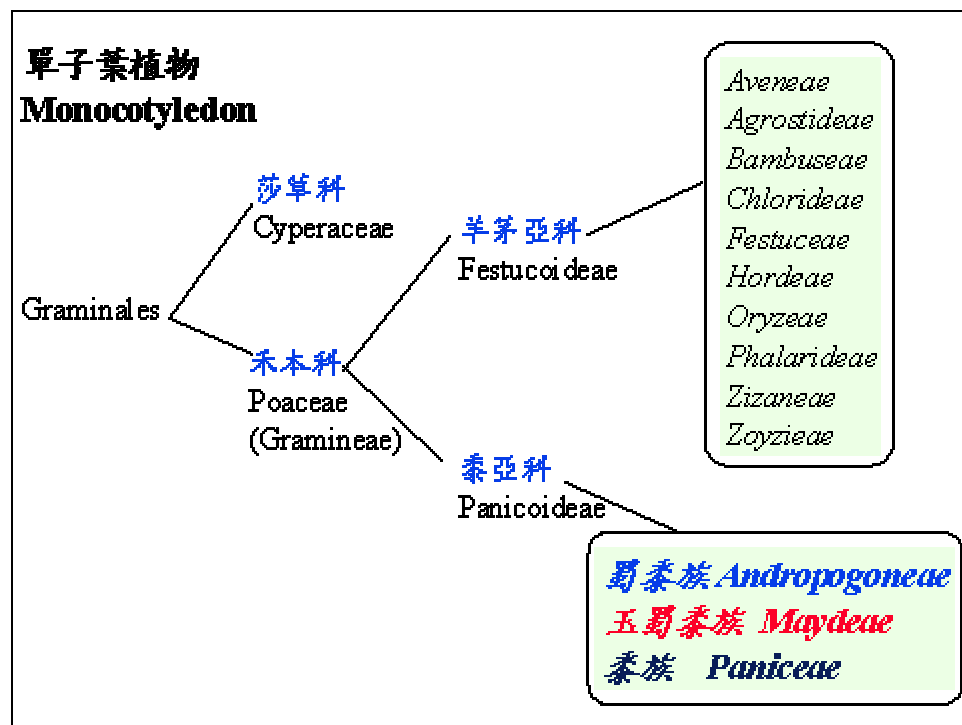 單子葉植物
Monocotyledon
Graminales
莎草科
Cyperaceae
禾本科
Poaceae
(Gramineae)
羊茅亞科
Festucoideae
黍亞科
Panicoideae
Aveneae
Agrostideae
Bambuseae
Chlorideae
Festuceae
Hordeae
Oryzeae
Phalarideae
Zizaneae
Zoyzieae
蜀黍族 Andropogoneae
玉蜀黍族 Maydeae
黍族 Paniceae